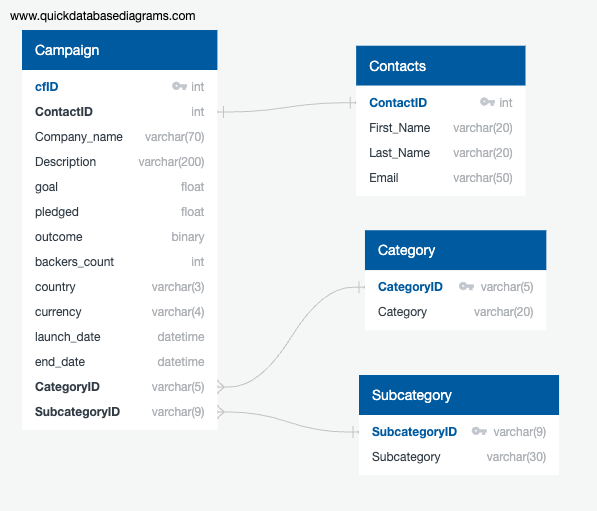 www.quickdatabasediagrams.com
Campaign
cfID int
ContactID int
Company_name varchar(70)
Description varchar(200)
goal float
pledged float
outcome binary
backers_count int
country varchar(3)
currency varchar(4)
launch_date datetime
end_date datetime
CategoryID varchar(5)
SubcategoryID varchar(9)
Contacts
ContactID int
First_Name varchar(20)
Last_Name varchar(20)
Email varchar(50)
Category
CategoryID varchar(5)
Category varchar(20)
Subcategory
SubcategoryID varchar(9)
Subcategory varchar(30)